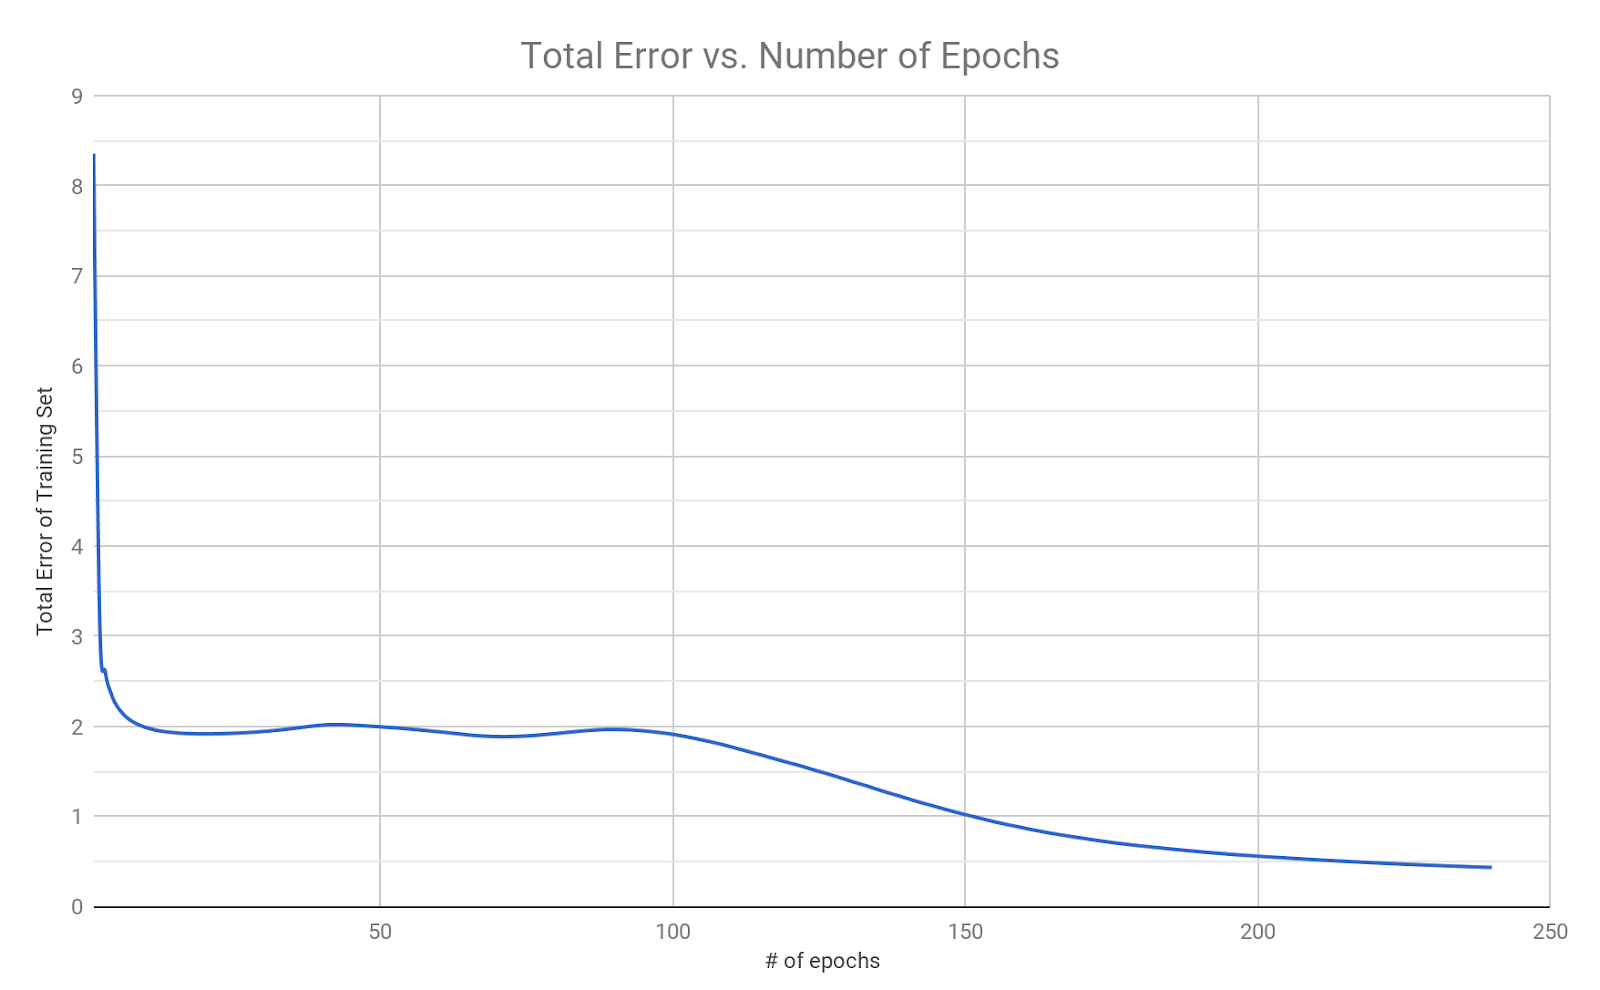 Total Error vs. Number of Epochs
9
8
7
6
5
4
3
2
1
0
Total Error of Training Set
50 100 150 200 250
# of epochs